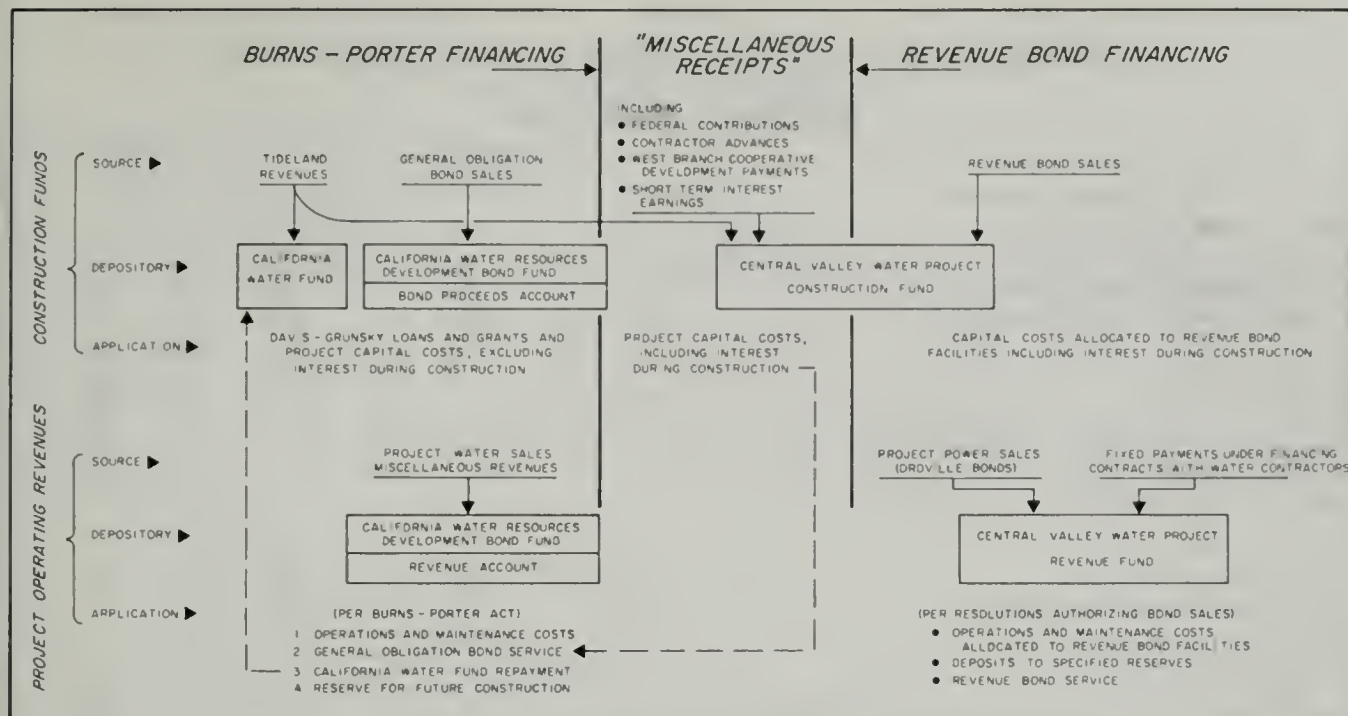 BURNS - PORTER FINANCING
"MISCELLANEOUS
RECEIPTS"
REVENUE BOND FINANCING
CONSTRUCTION FUNDS
SOURCE ▶
TIDELAND
REVENUES
GENERAL OBLIGATION
BOND SALES
INCLUDING
● FEDERAL CONTRIBUTIONS
● CONTRACTOR ADVANCES
● WEST BRANCH COOPERATIVE
DEVELOPMENT PAYMENTS
● SHORT TERM INTEREST
EARNINGS
REVENUE BOND SALES
DEPOSITORY ▶
CALIFORNIA
WATER FUND
CALIFORNIA WATER RESOURCES
DEVELOPMENT BOND FUND
BOND PROCEEDS ACCOUNT
CENTRAL VALLEY WATER PROJECT
CONSTRUCTION FUND
APPLICATION ▶
DAVIS - GRUNSKY LOANS AND GRANTS AND
PROJECT CAPITAL COSTS, EXCLUDING
INTEREST DURING CONSTRUCTION
PROJECT CAPITAL COSTS,
INCLUDING INTEREST
DURING CONSTRUCTION
CAPITAL COSTS ALLOCATED TO REVENUE BOND
FACILITIES INCLUDING INTEREST DURING CONSTRUCTION
PROJECT OPERATING REVENUES
SOURCE ▶
PROJECT WATER SALES
MISCELLANEOUS REVENUES
PROJECT POWER SALES
(OROVILLE BONDS)
FIXED PAYMENTS UNDER FINANCING
CONTRACTS WITH WATER CONTRACTORS
DEPOSITORY ▶
CALIFORNIA WATER RESOURCES
DEVELOPMENT BOND FUND
REVENUE ACCOUNT
CENTRAL VALLEY WATER PROJECT
REVENUE FUND
APPLICATION ▶
(PER BURNS - PORTER ACT)
1 OPERATIONS AND MAINTENANCE COSTS
2 GENERAL OBLIGATION BOND SERVICE
3 CALIFORNIA WATER FUND REPAYMENT
4 RESERVE FOR FUTURE CONSTRUCTION
(PER RESOLUTIONS AUTHORIZING BOND SALES)
● OPERATIONS AND MAINTENANCE COSTS
ALLOCATED TO REVENUE BOND FACILITIES
● DEPOSITS TO SPECIFIED RESERVES
● REVENUE BOND SERVICE